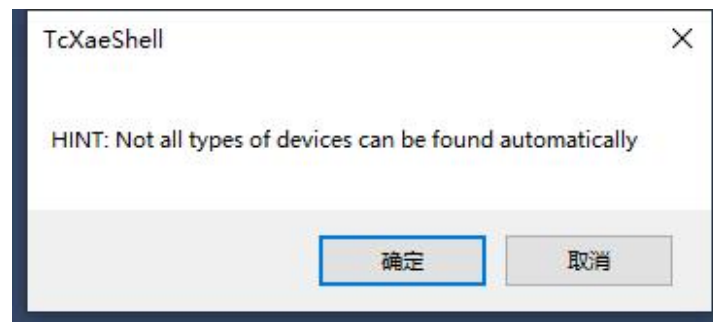 TcXaeShell
HINT: Not all types of devices can be found automatically
确定
取消